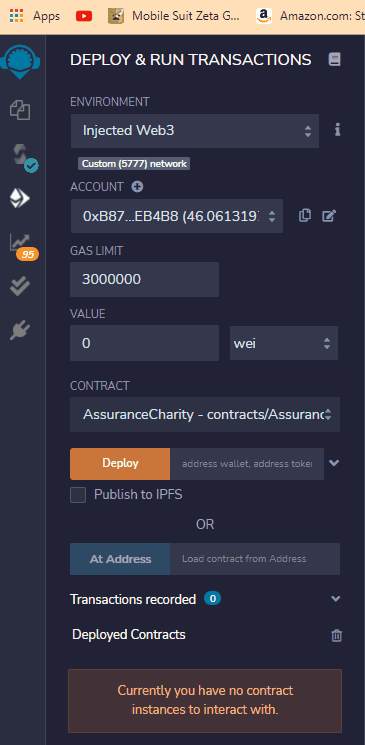 Apps Mobile Suit Zeta G... Amazon.com: St
DEPLOY & RUN TRANSACTIONS
ENVIRONMENT
Injected Web3
Custom (5777) network
ACCOUNT
0xB87...EB4B8 (46.0613197
GAS LIMIT
3000000
95
VALUE
0 wei
CONTRACT
AssuranceCharity - contracts/Assuranc
Deploy address wallet, address token
Publish to IPFS
OR
At Address Load contract from Address
Transactions recorded 0
Deployed Contracts
Currently you have no contract
instances to interact with.